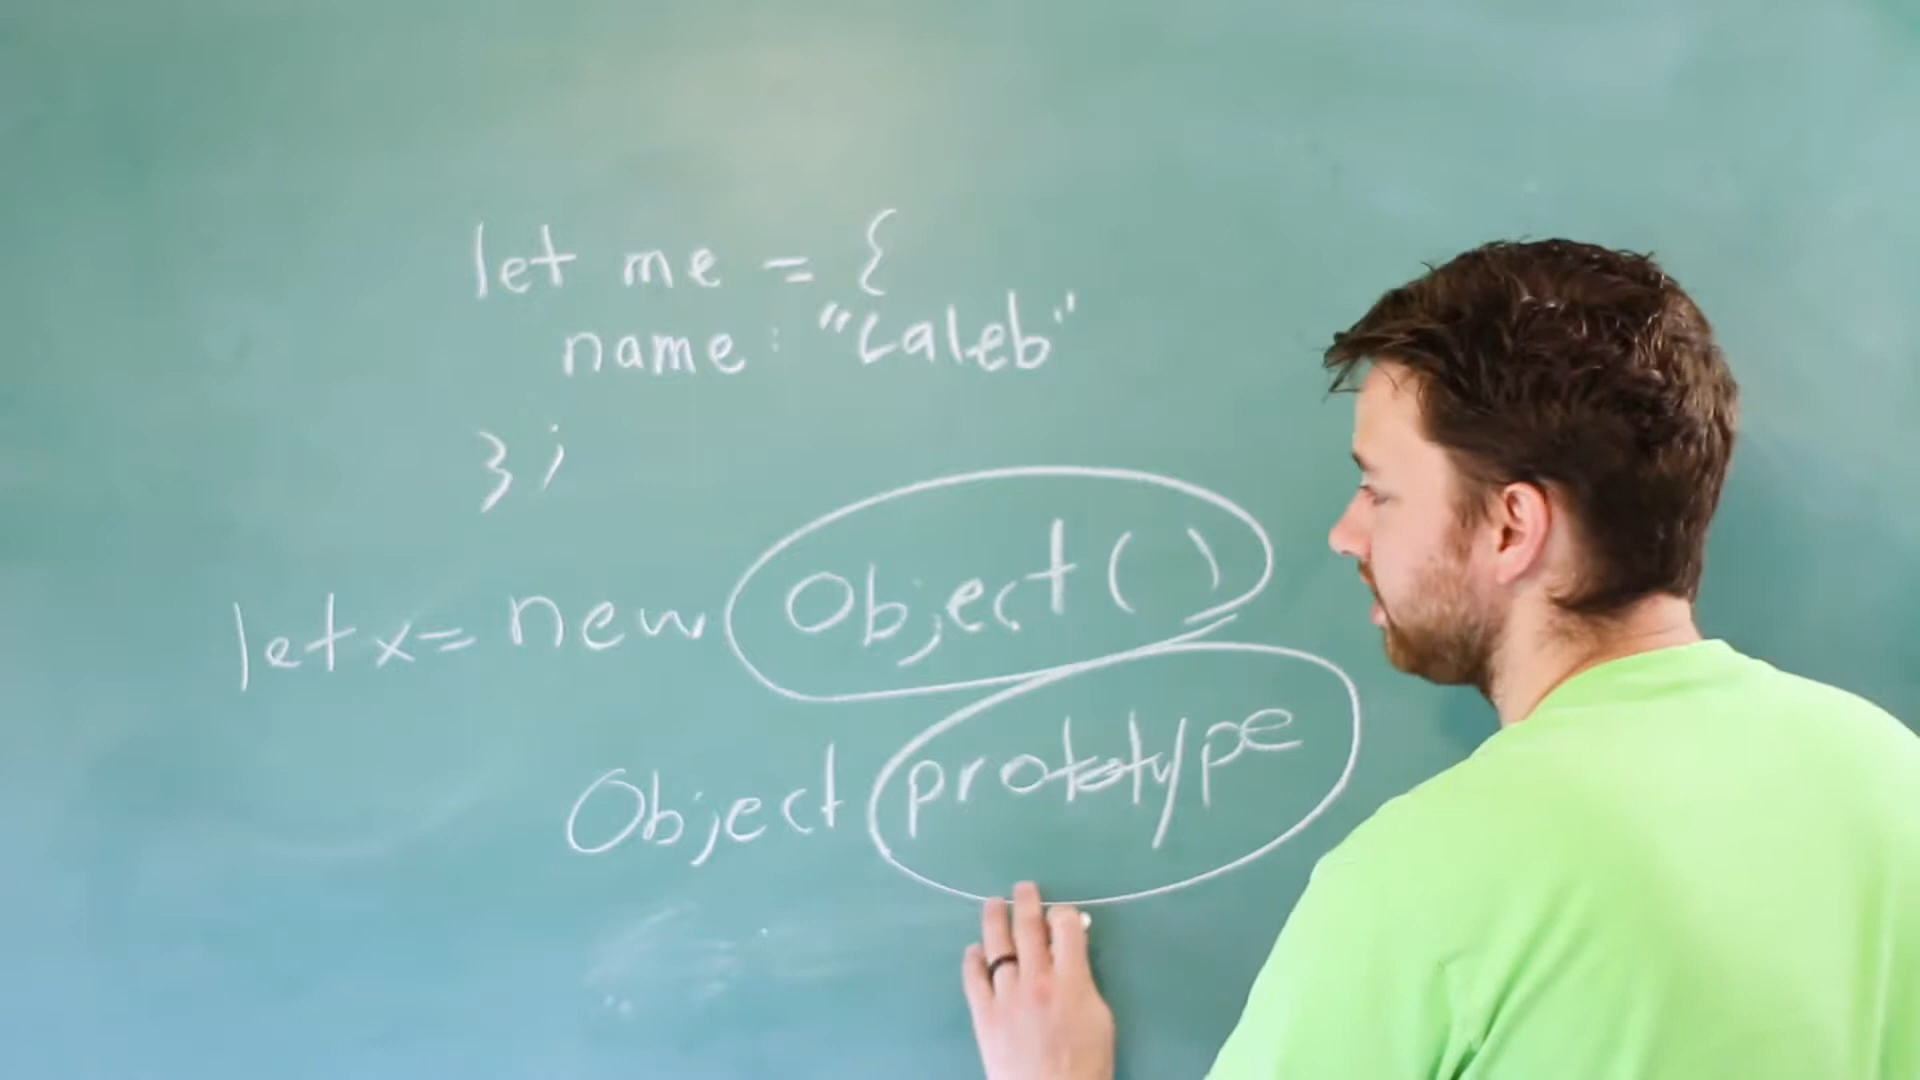 let me = {
name: "Caleb"
};
let x = new Object()
Object prototype